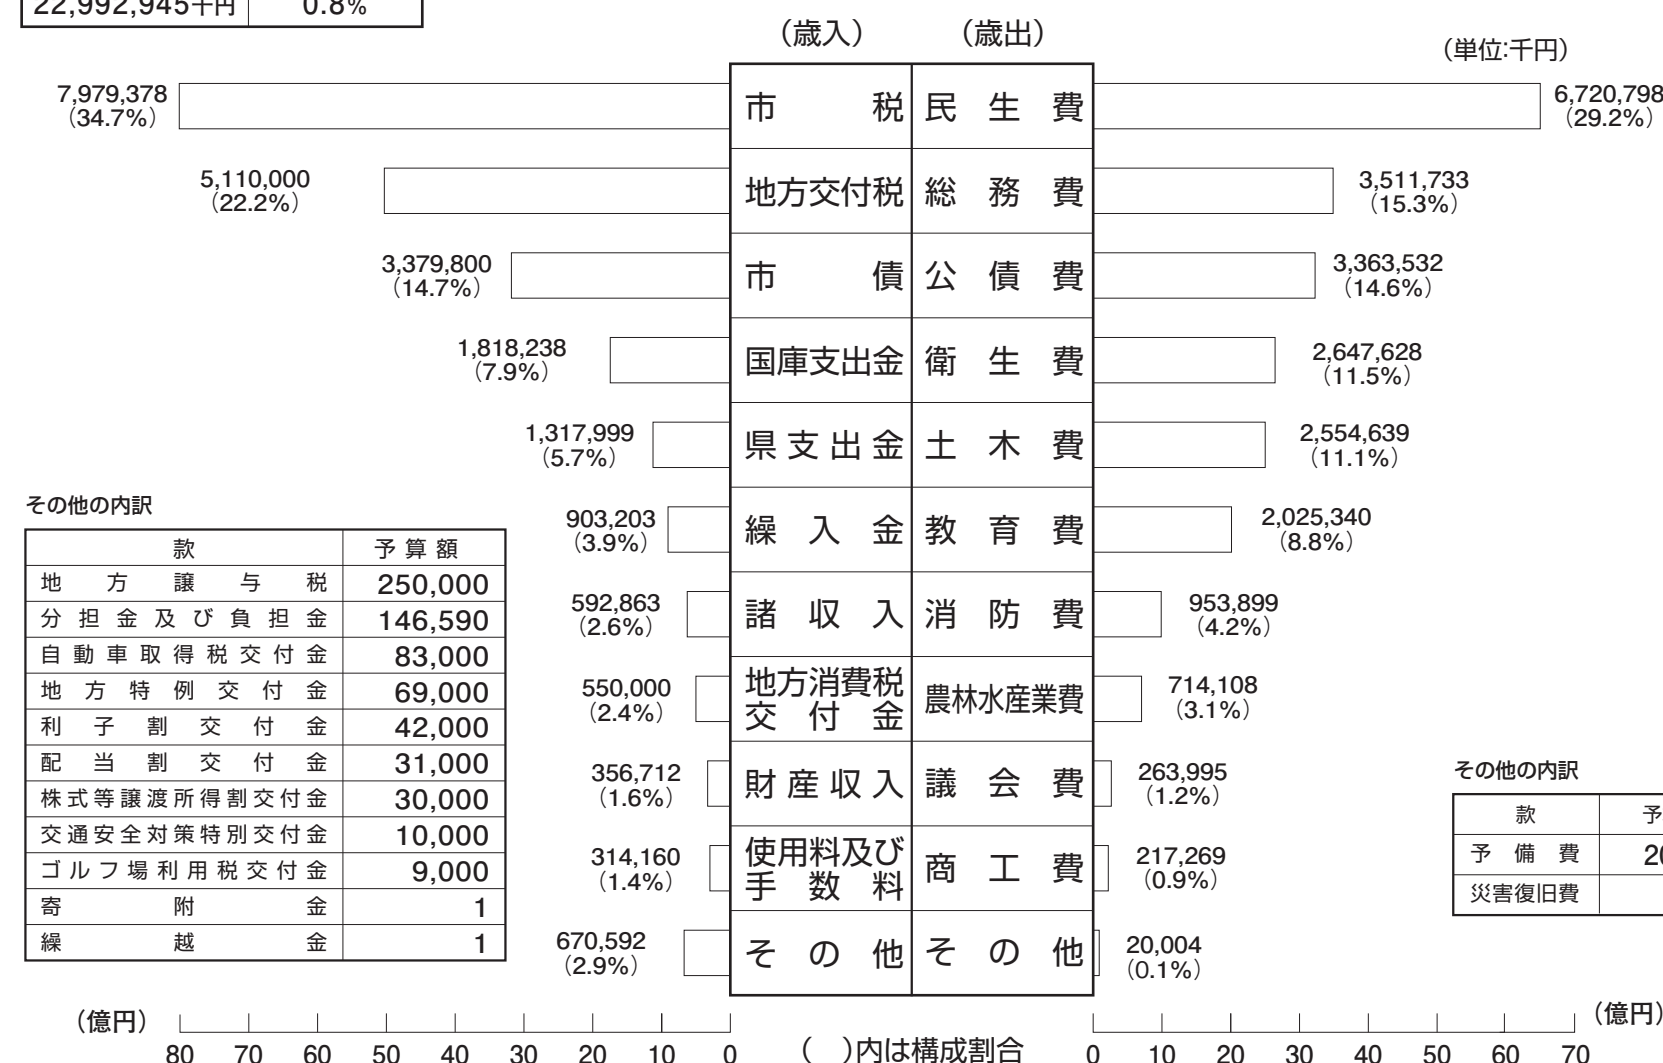 22,992,945千円 0.8%
(歳入) (歳出)
(単位:千円)
7,979,378
(34.7%)
市税 民生費
6,720,798
(29.2%)
5,110,000
(22.2%)
地方交付税 総務費
3,511,733
(15.3%)
3,379,800
(14.7%)
市債 公債費
3,363,532
(14.6%)
1,818,238
(7.9%)
国庫支出金 衛生費
2,647,628
(11.5%)
1,317,999
(5.7%)
県支出金 土木費
2,554,639
(11.1%)
903,203
(3.9%)
繰入金 教育費
2,025,340
(8.8%)
592,863
(2.6%)
諸収入 消防費
953,899
(4.2%)
550,000
(2.4%)
地方消費税
交付金
農林水産業費
714,108
(3.1%)
356,712
(1.6%)
財産収入 議会費
263,995
(1.2%)
314,160
(1.4%)
使用料及び
手数料
商工費
217,269
(0.9%)
670,592
(2.9%)
その他 その他
20,004
(0.1%)
その他の内訳
款 予算額
地方譲与税 250,000
分担金及び負担金 146,590
自動車取得税交付金 83,000
地方特例交付金 69,000
利子割交付金 42,000
配当割交付金 31,000
株式等譲渡所得割交付金 30,000
交通安全対策特別交付金 10,000
ゴルフ場利用税交付金 9,000
寄附金 1
繰越金 1
その他の内訳
款 予
予備費 2
災害復旧費
(億円) 80 70 60 50 40 30 20 10 0
( )内は構成割合
0 10 20 30 40 50 60 70 (億円)